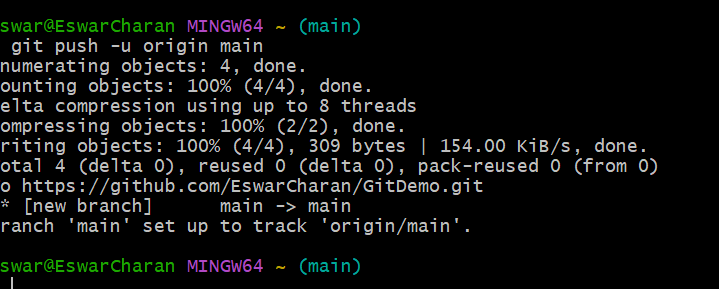 swar@EswarCharan MINGW64 ~ (main)
git push -u origin main
numerating objects: 4, done.
ounting objects: 100% (4/4), done.
elta compression using up to 8 threads
ompressing objects: 100% (2/2), done.
riting objects: 100% (4/4), 309 bytes | 154.00 KiB/s, done.
otal 4 (delta 0), reused 0 (delta 0), pack-reused 0 (from 0)
o https://github.com/EswarCharan/GitDemo.git
* [new branch]      main -> main
ranch 'main' set up to track 'origin/main'.
swar@EswarCharan MINGW64 ~ (main)